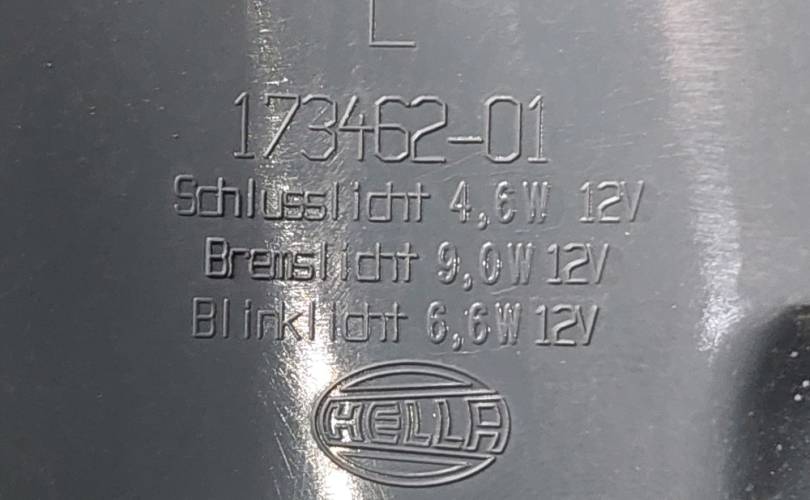 L
173462-01
Schlusslicht 4,6W 12V
Bremslicht 9,0W 12V
Blinklicht 6,6W 12V
HELLA